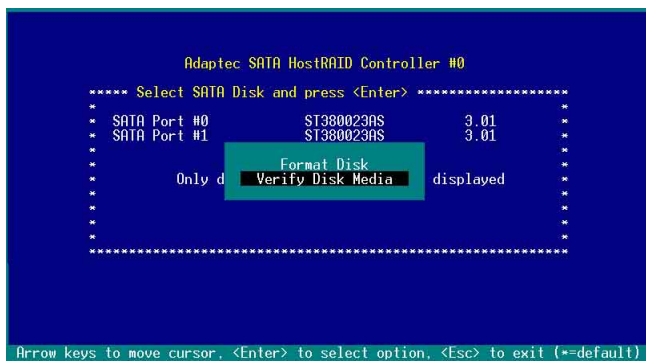 Adaptec SATA HostRAID Controller #0
***** Select SATA Disk and press <Enter> *******************
SATA Port #0 ST380023AS 3.01
SATA Port #1 ST380023AS 3.01
Format Disk
Only d Verify Disk Media displayed
Arrow keys to move cursor, <Enter> to select option, <Esc> to exit (*=default)